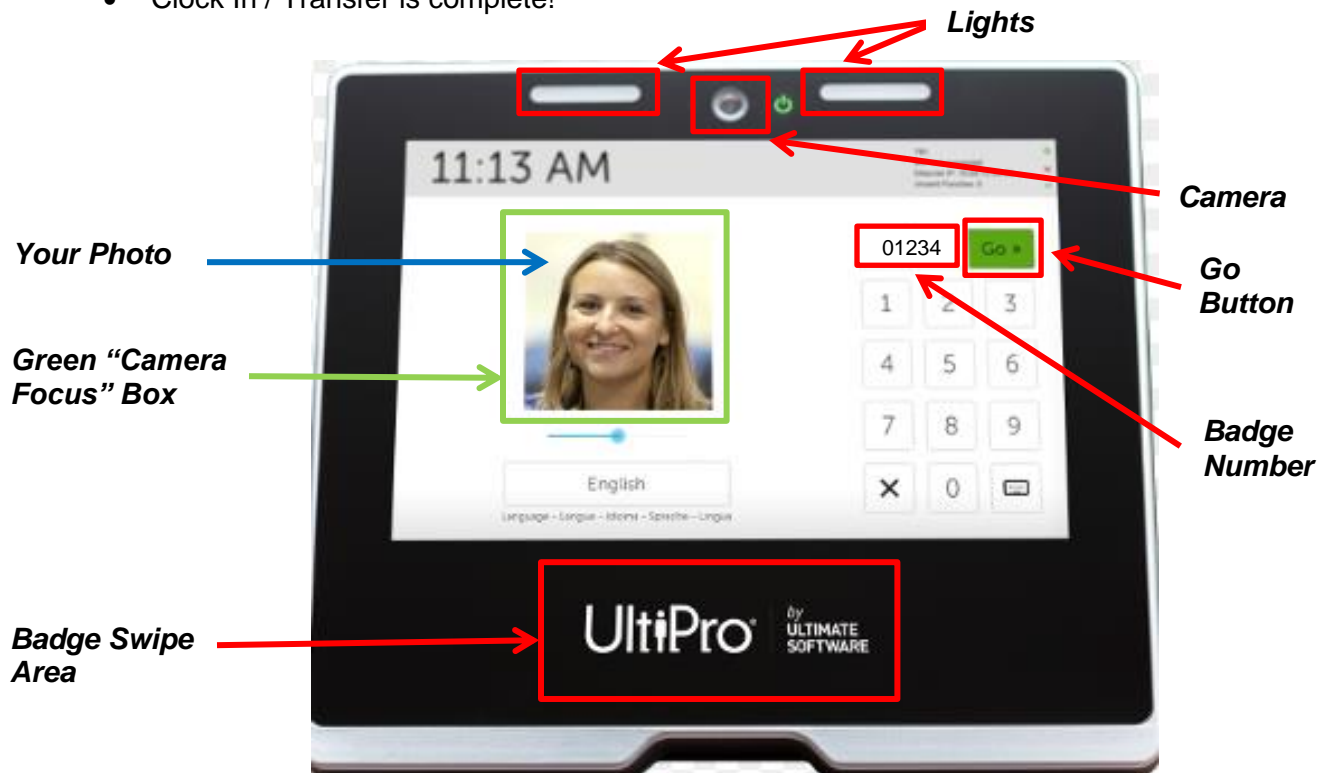 • Clock In / Transfer is complete!
Lights
11:13 AM
Camera
Your Photo
01234
Go »
Go
Button
1 2 3
Green “Camera
Focus” Box
4 5 6
7 8 9
Badge
Number
English
0
Language - Langue - Idioma - Sprache - Lingua
UltiPro
by
ULTIMATE
SOFTWARE
Badge Swipe
Area